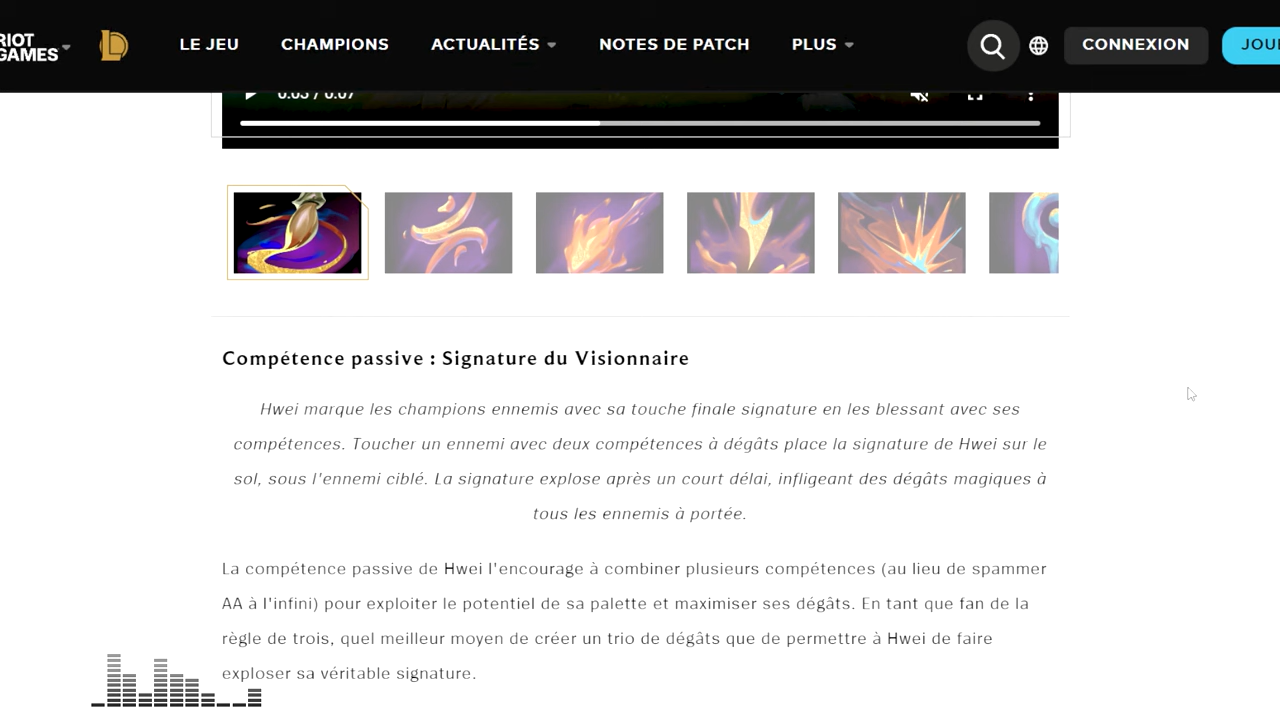 RIOT
GAMES
LE JEU
CHAMPIONS
ACTUALITÉS
NOTES DE PATCH
PLUS
CONNEXION
JOUE
0:03 / 0:07
Compétence passive : Signature du Visionnaire
Hwei marque les champions ennemis avec sa touche finale signature en les blessant avec ses
compétences. Toucher un ennemi avec deux compétences à dégâts place la signature de Hwei sur le
sol, sous l'ennemi ciblé. La signature explose après un court délai, infligeant des dégâts magiques à
tous les ennemis à portée.
La compétence passive de Hwei l'encourage à combiner plusieurs compétences (au lieu de spammer
AA à l'infini) pour exploiter le potentiel de sa palette et maximiser ses dégâts. En tant que fan de la
règle de trois, quel meilleur moyen de créer un trio de dégâts que de permettre à Hwei de faire
exploser sa véritable signature.